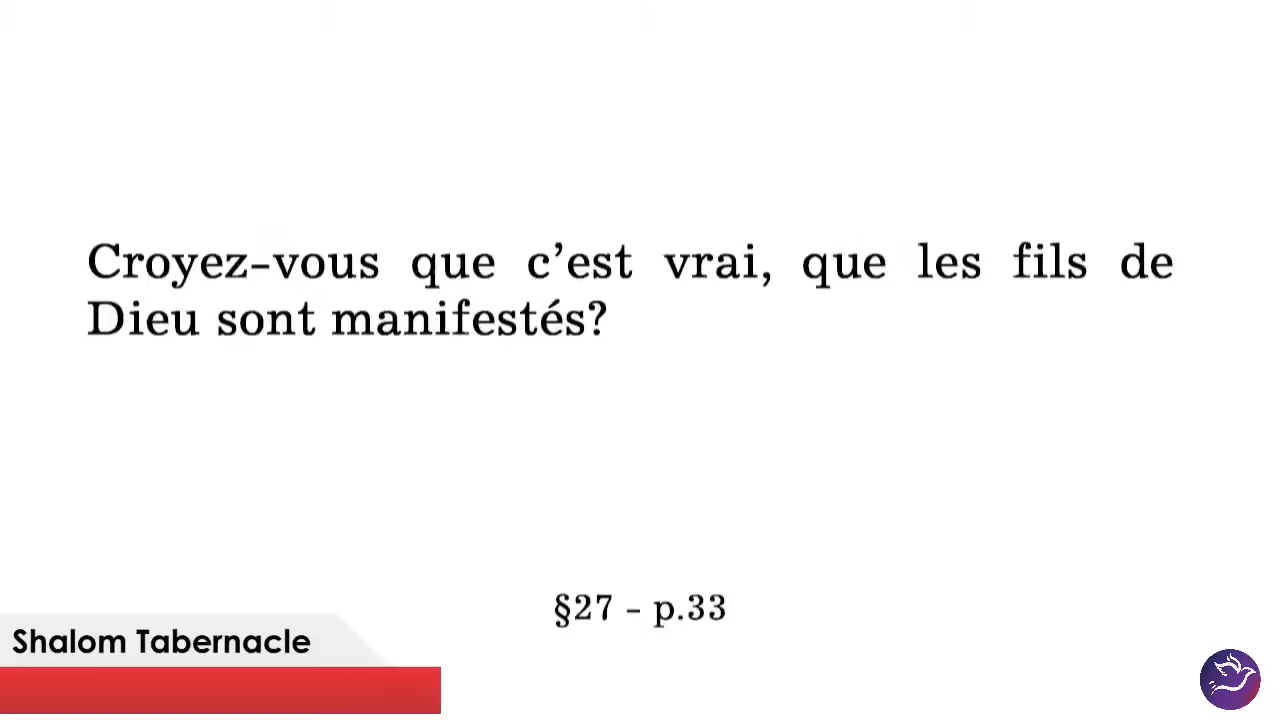 Croyez-vous que c’est vrai, que les fils de
Dieu sont manifestés?
§27 - p.33
Shalom Tabernacle